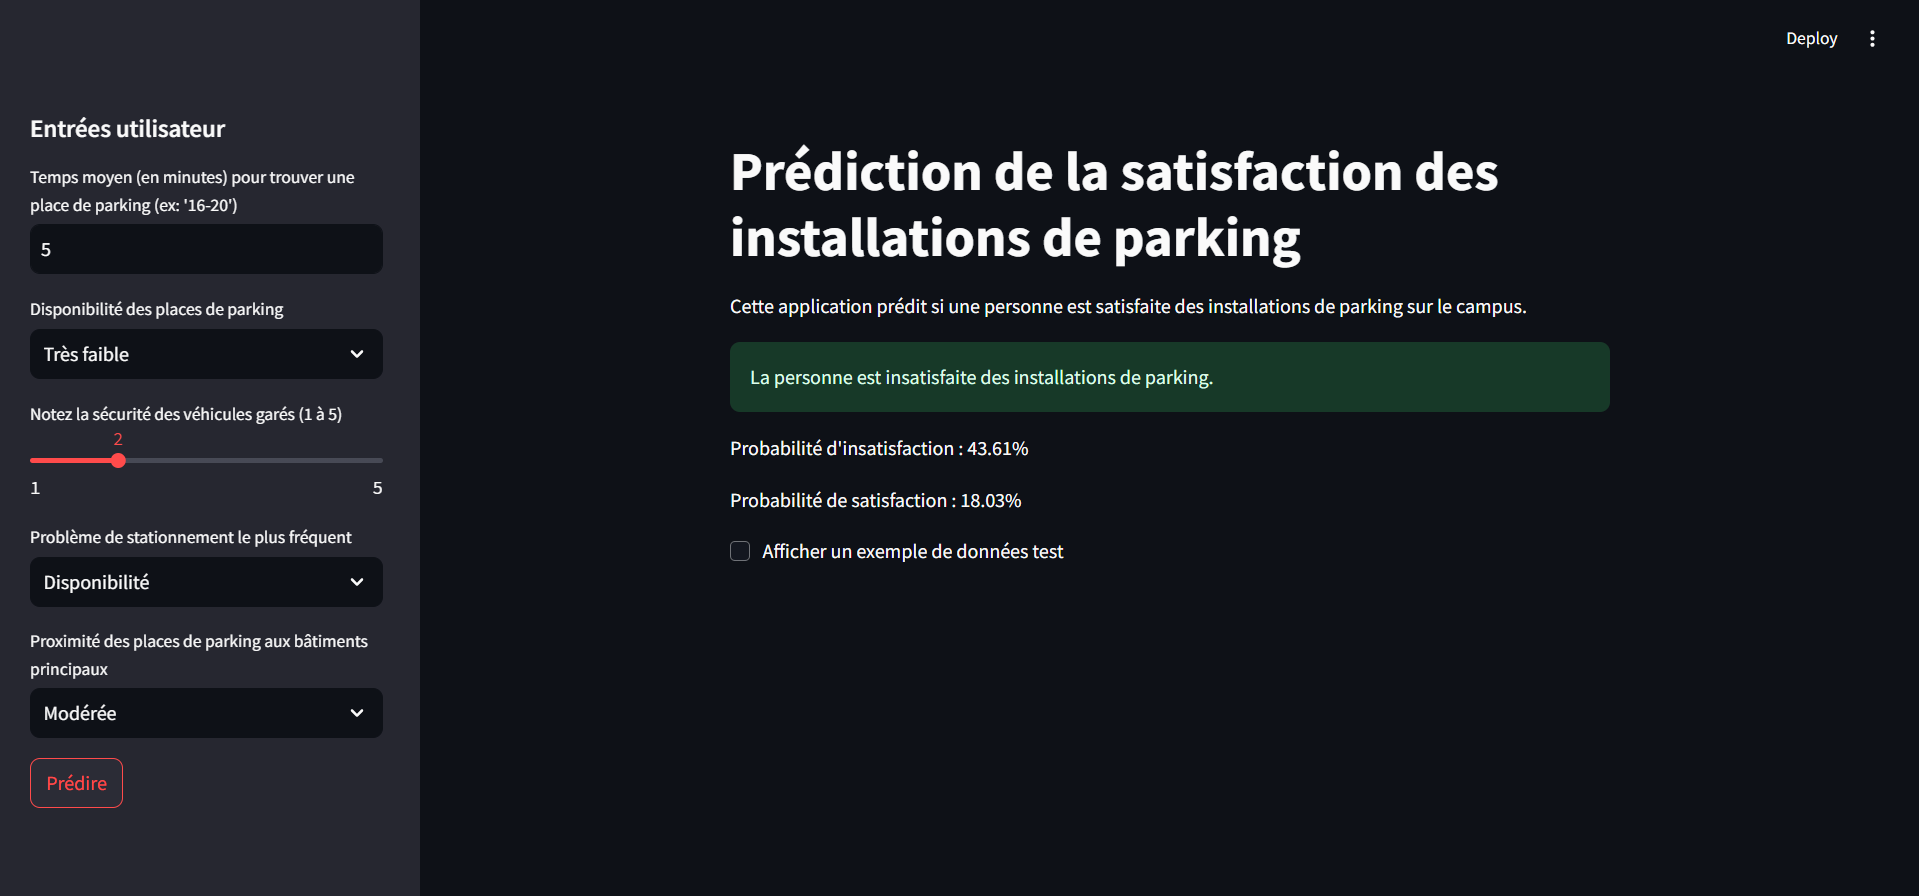 Deploy
Entrées utilisateur
Temps moyen (en minutes) pour trouver une
place de parking (ex: '16-20')
5
Disponibilité des places de parking
Très faible
Notez la sécurité des véhicules garés (1 à 5)
2
1
5
Problème de stationnement le plus fréquent
Disponibilité
Proximité des places de parking aux bâtiments
principaux
Modérée
Prédire
Prédiction de la satisfaction des
installations de parking
Cette application prédit si une personne est satisfaite des installations de parking sur le campus.
La personne est insatisfaite des installations de parking.
Probabilité d'insatisfaction : 43.61%
Probabilité de satisfaction : 18.03%
Afficher un exemple de données test